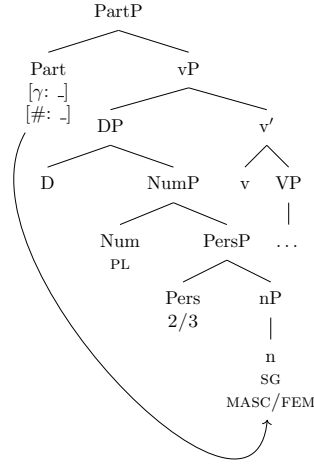 PartP
Part vP
[γ: _]
[#: _]
DP v′
D NumP v VP
Num PersP ...
PL
Pers nP
2/3
n
SG
MASC/FEM